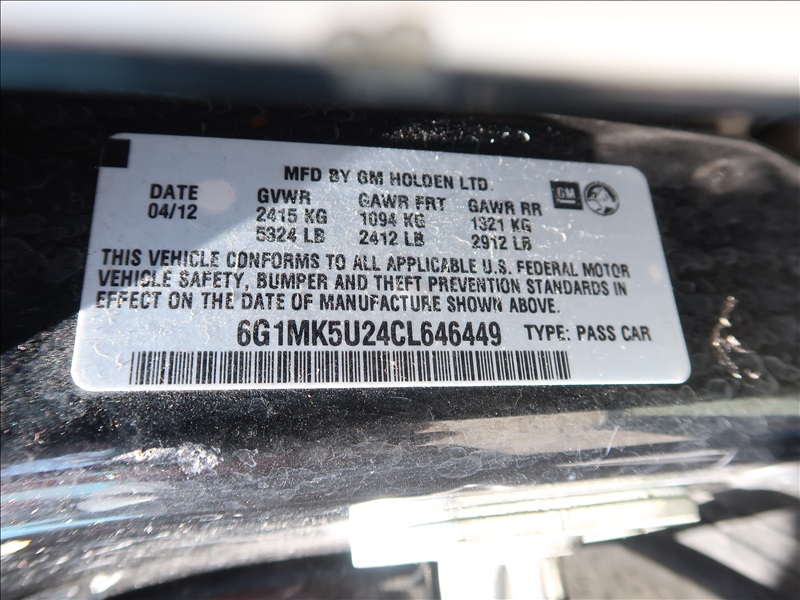 MFD BY GM HOLDEN LTD.
DATE GVWR GAWR FRT GAWR RR
04/12 2415 KG 1094 KG 1321 KG
5324 LB 2412 LB 2912 LB
GM
THIS VEHICLE CONFORMS TO ALL APPLICABLE U.S. FEDERAL MOTOR
VEHICLE SAFETY, BUMPER AND THEFT PREVENTION STANDARDS IN
EFFECT ON THE DATE OF MANUFACTURE SHOWN ABOVE.
6G1MK5U24CL646449 TYPE: PASS CAR